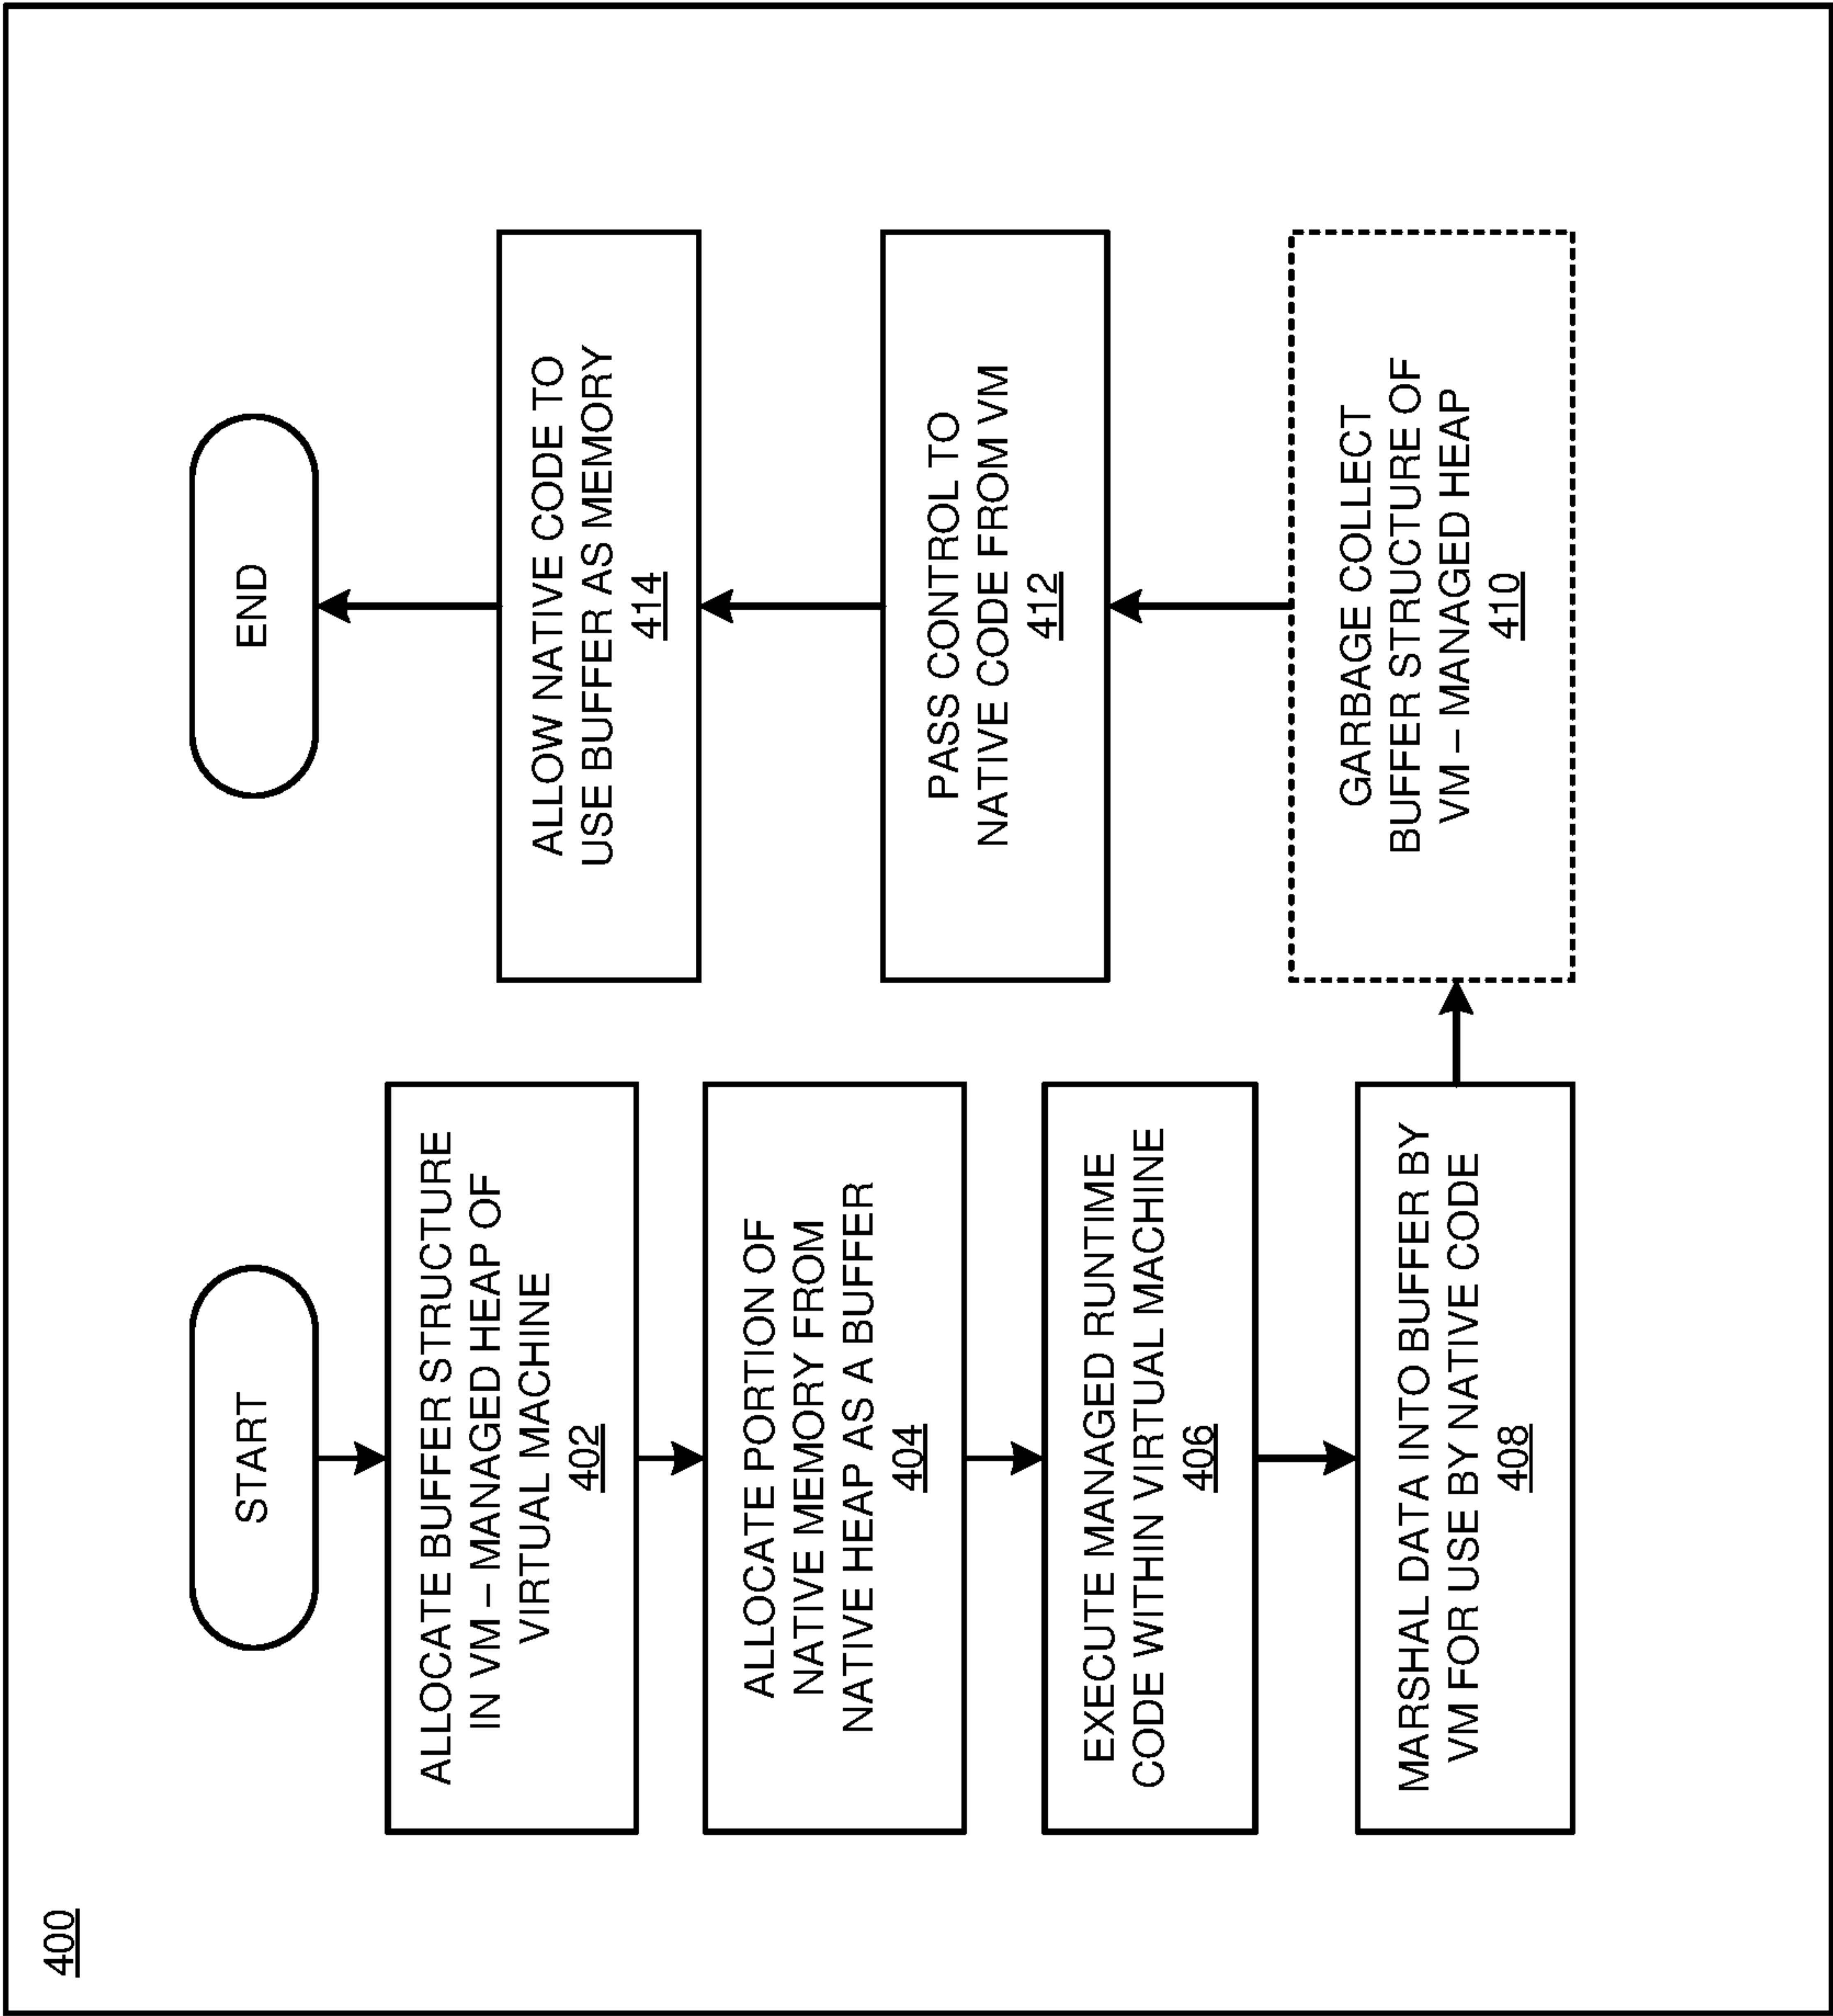 400
START
ALLOCATE BUFFER STRUCTURE
IN VM – MANAGED HEAP OF
VIRTUAL MACHINE
402
ALLOCATE PORTION OF
NATIVE MEMORY FROM
NATIVE HEAP AS A BUFFER
404
EXECUTE MANAGED RUNTIME
CODE WITHIN VIRTUAL MACHINE
406
MARSHAL DATA INTO BUFFER BY
VM FOR USE BY NATIVE CODE
408
GARBAGE COLLECT
BUFFER STRUCTURE OF
VM – MANAGED HEAP
410
PASS CONTROL TO
NATIVE CODE FROM VM
412
ALLOW NATIVE CODE TO
USE BUFFER AS MEMORY
414
END